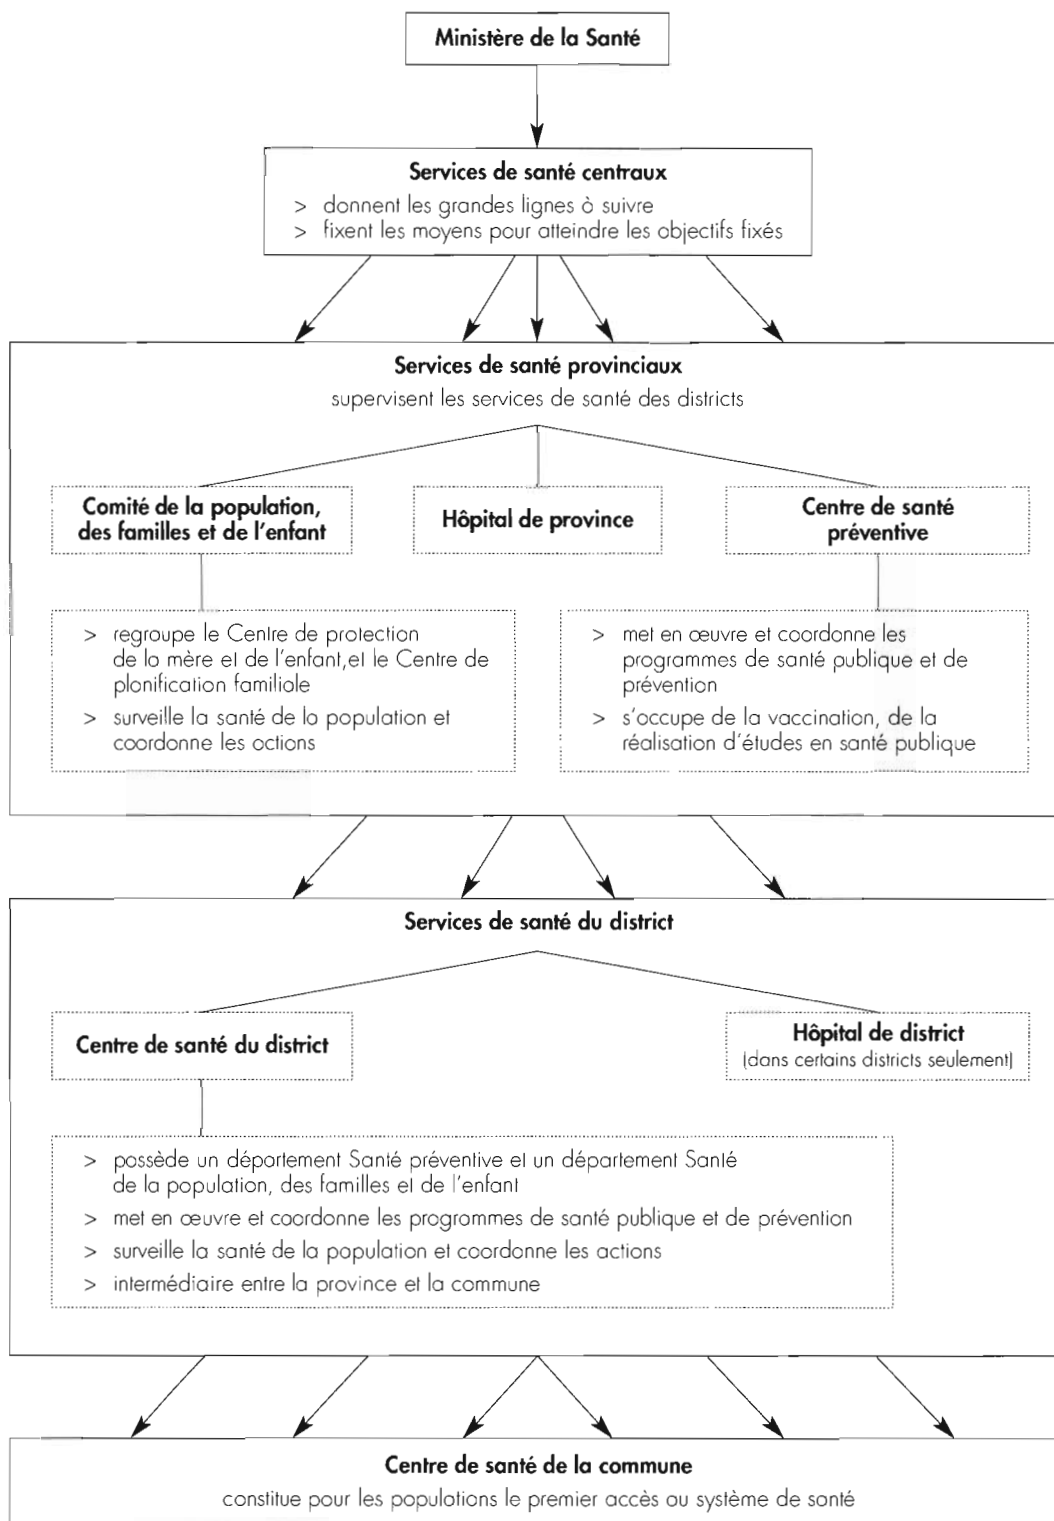 Ministère de la Santé
Services de santé centraux
> donnent les grandes lignes à suivre
> fixent les moyens pour atteindre les objectifs fixés
Services de santé provinciaux
supervisent les services de santé des districts
Comité de la population,
des familles et de l'enfant
Hôpital de province
Centre de santé
préventive
> regroupe le Centre de protection
de la mère et de l'enfant,et le Centre de
planification familiale
> surveille la santé de la population et
coordonne les actions
> met en œuvre et coordonne les
programmes de santé publique et de
prévention
> s'occupe de la vaccination, de la
réalisation d'études en santé publique
Services de santé du district
Centre de santé du district
Hôpital de district
(dans certains districts seulement)
> possède un département Santé préventive et un département Santé
de la population, des familles et de l'enfant
> met en œuvre et coordonne les programmes de santé publique et de prévention
> surveille la santé de la population et coordonne les actions
> intermédiaire entre la province et la commune
Centre de santé de la commune
constitue pour les populations le premier accès au système de santé